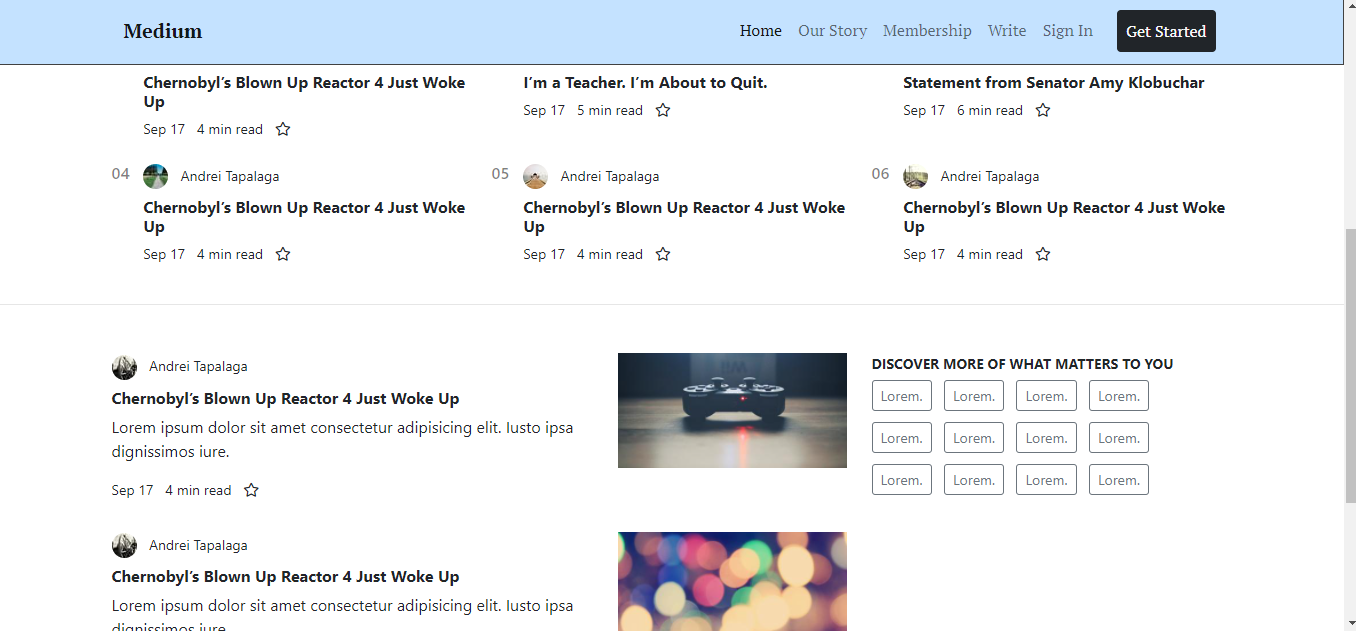 Medium
Home Our Story Membership Write Sign In Get Started
Chernobyl’s Blown Up Reactor 4 Just Woke
Up
Sep 17 4 min read
I’m a Teacher. I’m About to Quit.
Sep 17 5 min read
Statement from Senator Amy Klobuchar
Sep 17 6 min read
04 Andrei Tapalaga
Chernobyl’s Blown Up Reactor 4 Just Woke
Up
Sep 17 4 min read
05 Andrei Tapalaga
Chernobyl’s Blown Up Reactor 4 Just Woke
Up
Sep 17 4 min read
06 Andrei Tapalaga
Chernobyl’s Blown Up Reactor 4 Just Woke
Up
Sep 17 4 min read
Andrei Tapalaga
Chernobyl’s Blown Up Reactor 4 Just Woke Up
Lorem ipsum dolor sit amet consectetur adipisicing elit. Iusto ipsa
dignissimos iure.
Sep 17 4 min read
Andrei Tapalaga
Chernobyl’s Blown Up Reactor 4 Just Woke Up
Lorem ipsum dolor sit amet consectetur adipisicing elit. Iusto ipsa
dignissimos iure.
DISCOVER MORE OF WHAT MATTERS TO YOU
Lorem. Lorem. Lorem. Lorem.
Lorem. Lorem. Lorem. Lorem.
Lorem. Lorem. Lorem. Lorem.